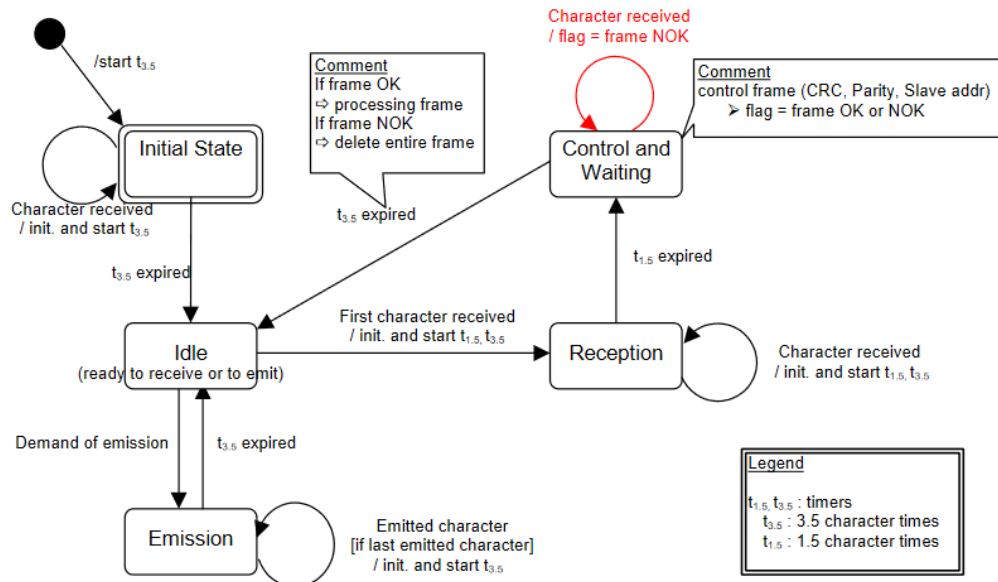 Character received
/ flag = frame NOK
/start t3.5
Comment
If frame OK
⇨ processing frame
If frame NOK
⇨ delete entire frame
Comment
control frame (CRC, Parity, Slave addr)
➢ flag = frame OK or NOK
Initial State
Control and
Waiting
Character received
/ init. and start t3.5
t3.5 expired
t3.5 expired
t1.5 expired
First character received
/ init. and start t1.5, t3.5
Idle
(ready to receive or to emit)
Reception
Character received
/ init. and start t1.5, t3.5
Demand of emission
t3.5 expired
Emission
Emitted character
[if last emitted character]
/ init. and start t3.5
Legend
t1.5, t3.5 : timers
t3.5 : 3.5 character times
t1.5 : 1.5 character times